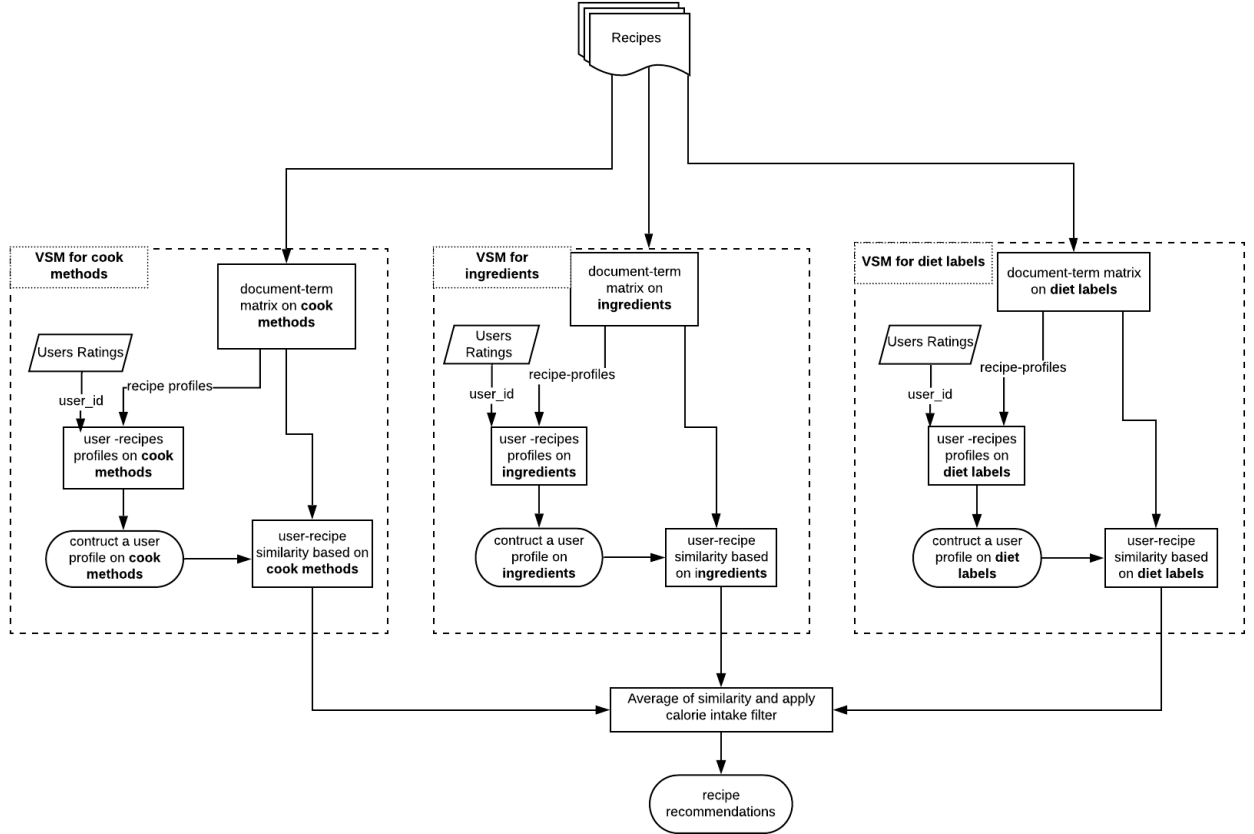 Recipes
VSM for cook
methods
document-term
matrix on cook
methods
Users Ratings
recipe profiles
user_id
user -recipes
profiles on cook
methods
contruct a user
profile on cook
methods
user-recipe
similarity based on
cook methods
VSM for
ingredients
document-term
matrix on
ingredients
Users
Ratings
recipe-profiles
user_id
user -recipes
profiles on
ingredients
contruct a user
profile on
ingredients
user-recipe
similarity based
on ingredients
VSM for diet labels
document-term matrix
on diet labels
Users Ratings
recipe-profiles
user_id
user -recipes
profiles on
diet labels
contruct a user
profile on diet
labels
user-recipe
similarity based
on diet labels
Average of similarity and apply
calorie intake filter
recipe
recommendations